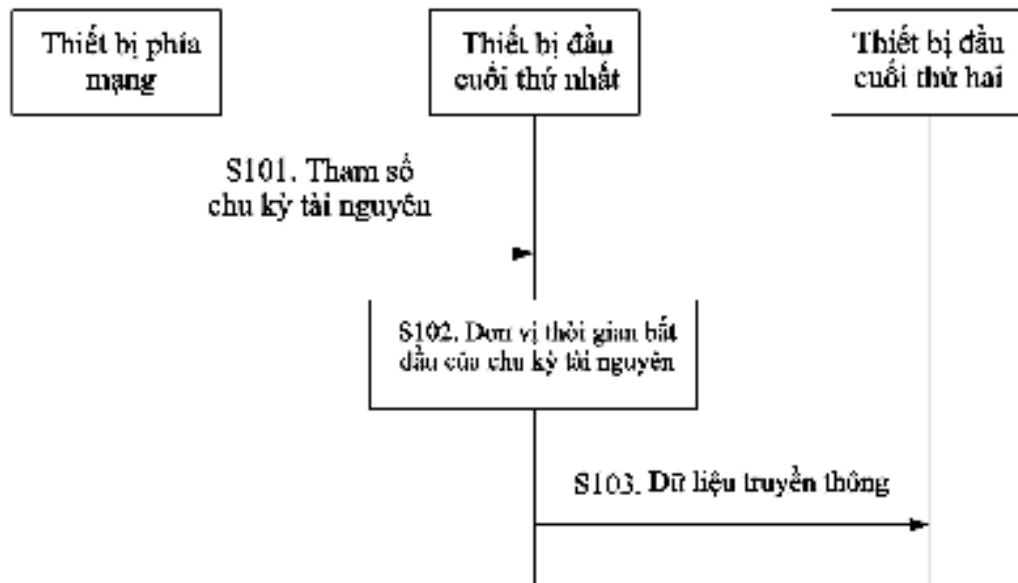 Thiết bị phía
mạng
Thiết bị đầu
cuối thứ nhất
Thiết bị đầu
cuối thứ hai
S101. Tham số
chu kỳ tài nguyên
S102. Đơn vị thời gian bắt
đầu của chu kỳ tài nguyên
S103. Dữ liệu truyền thông